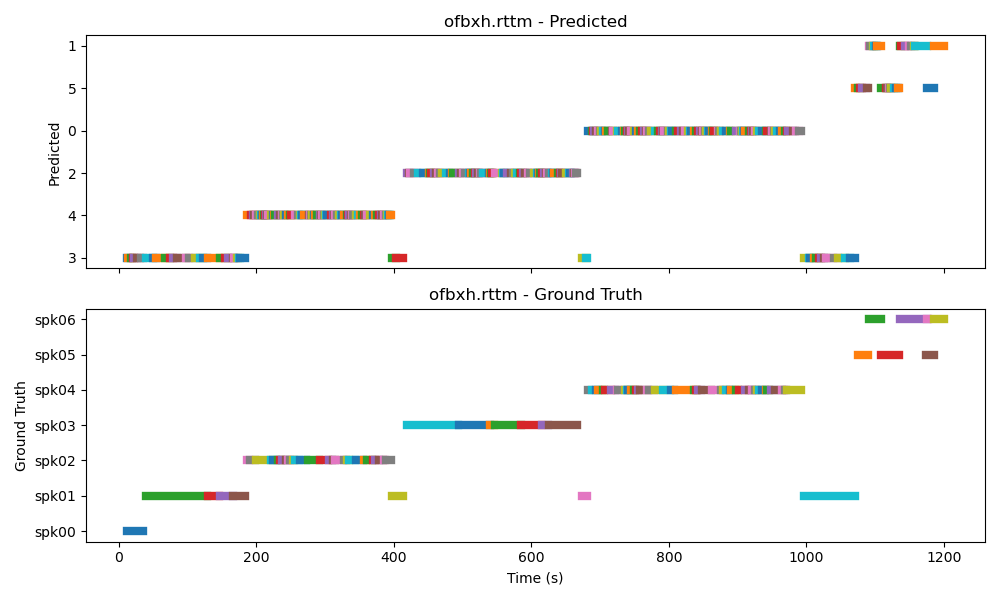 ofbxh.rttm - Predicted
Predicted
1
5
0
2
4
3
ofbxh.rttm - Ground Truth
Ground Truth
spk06
spk05
spk04
spk03
spk02
spk01
spk00
0 200 400 600 800 1000 1200
Time (s)